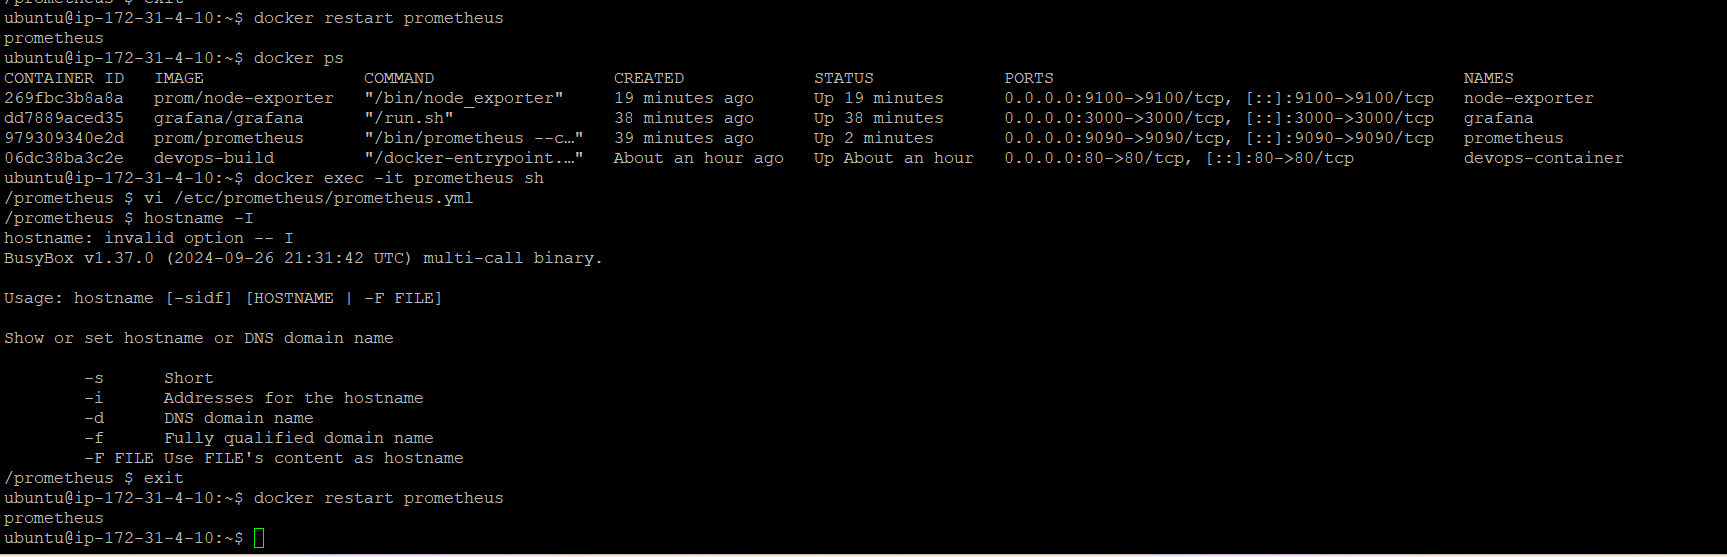 /prometheus $ exit
ubuntu@ip-172-31-4-10:~$ docker restart prometheus
prometheus
ubuntu@ip-172-31-4-10:~$ docker ps
CONTAINER ID   IMAGE                COMMAND                  CREATED             STATUS             PORTS                                         NAMES
269fbc3b8a8a   prom/node-exporter   "/bin/node_exporter"     19 minutes ago      Up 19 minutes      0.0.0.0:9100->9100/tcp, [::]:9100->9100/tcp   node-exporter
dd7889aced35   grafana/grafana      "/run.sh"                38 minutes ago      Up 38 minutes      0.0.0.0:3000->3000/tcp, [::]:3000->3000/tcp   grafana
979309340e2d   prom/prometheus      "/bin/prometheus --c…"   39 minutes ago      Up 2 minutes       0.0.0.0:9090->9090/tcp, [::]:9090->9090/tcp   prometheus
06dc38ba3c2e   devops-build         "/docker-entrypoint.…"   About an hour ago   Up About an hour   0.0.0.0:80->80/tcp, [::]:80->80/tcp           devops-container
ubuntu@ip-172-31-4-10:~$ docker exec -it prometheus sh
/prometheus $ vi /etc/prometheus/prometheus.yml
/prometheus $ hostname -I
hostname: invalid option -- I
BusyBox v1.37.0 (2024-09-26 21:31:42 UTC) multi-call binary.
Usage: hostname [-sidf] [HOSTNAME | -F FILE]
Show or set hostname or DNS domain name
        -s      Short
        -i      Addresses for the hostname
        -d      DNS domain name
        -f      Fully qualified domain name
        -F FILE Use FILE's content as hostname
/prometheus $ exit
ubuntu@ip-172-31-4-10:~$ docker restart prometheus
prometheus
ubuntu@ip-172-31-4-10:~$